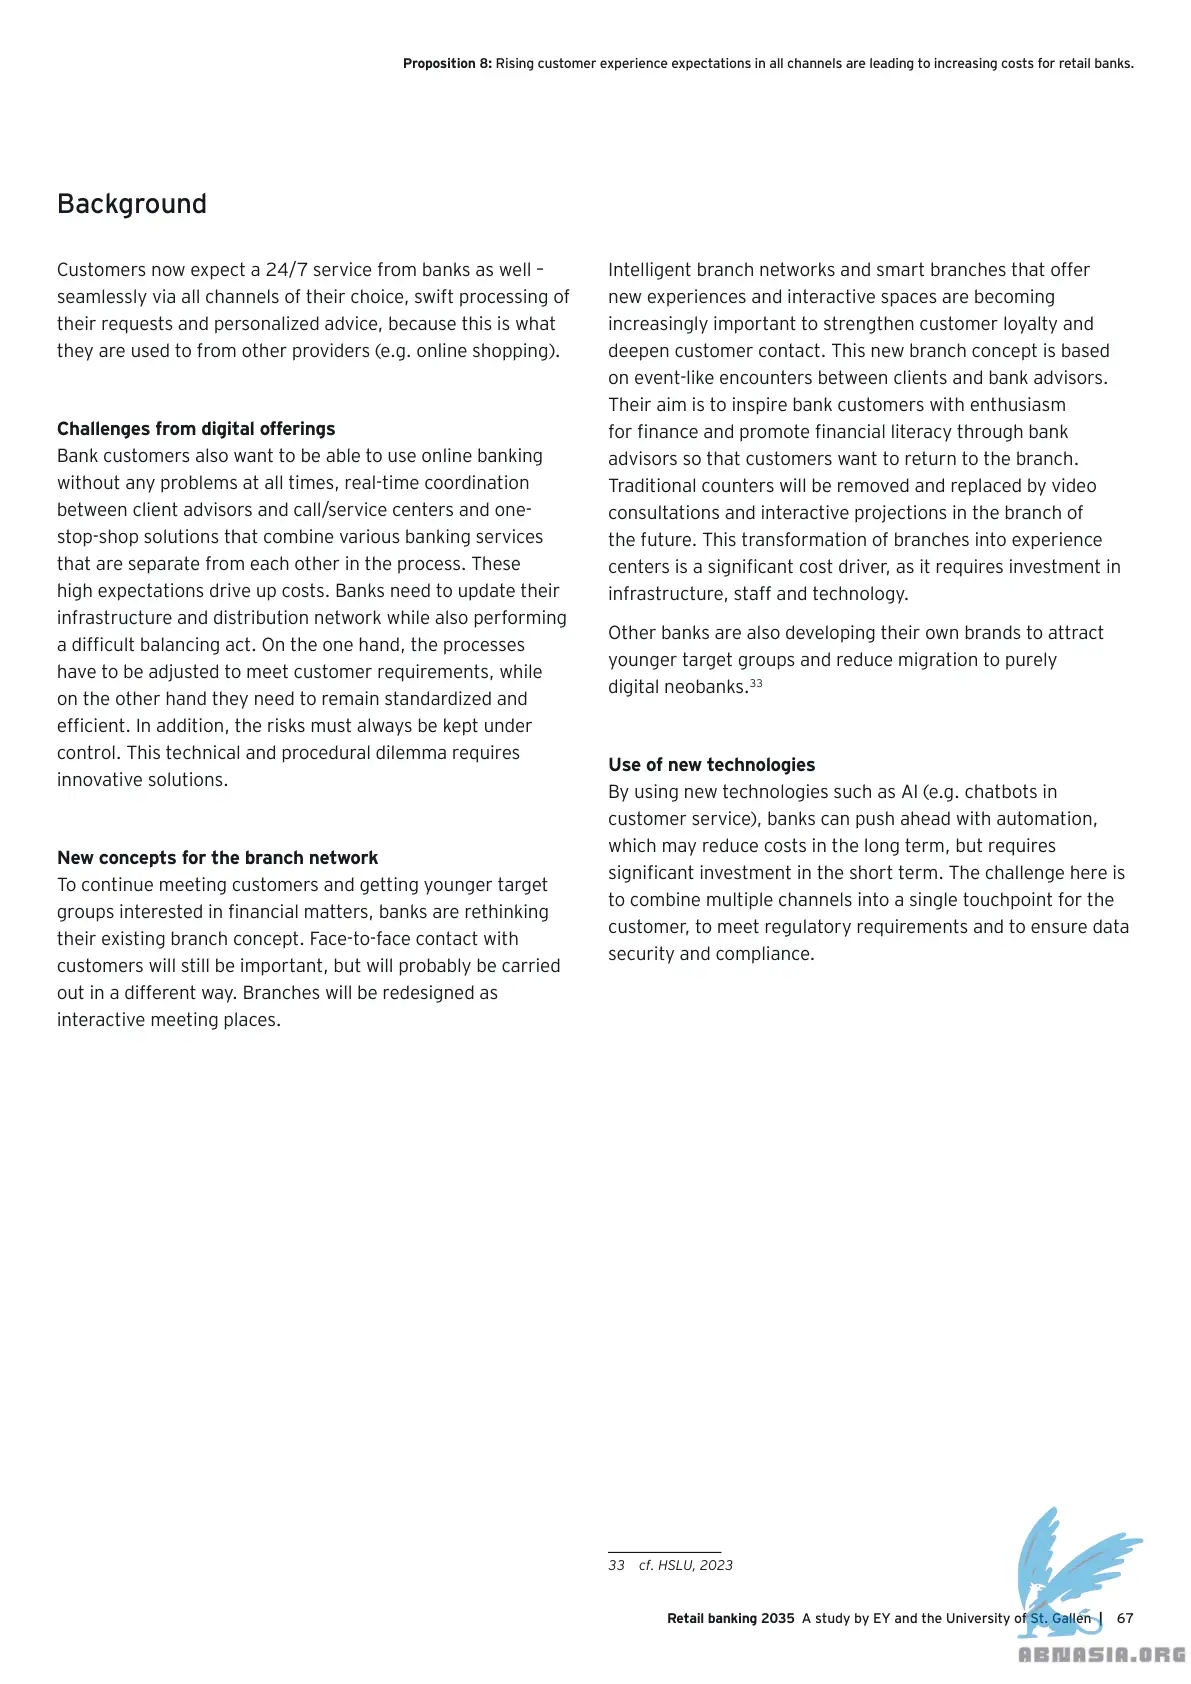 Proposition 8: Rising customer experience expectations in all channels are leading to increasing costs for retail banks.
Background
Customers now expect a 24/7 service from banks as well –
seamlessly via all channels of their choice, swift processing of
their requests and personalized advice, because this is what
they are used to from other providers (e.g. online shopping).
Challenges from digital offerings
Bank customers also want to be able to use online banking
without any problems at all times, real-time coordination
between client advisors and call/service centers and one-
stop-shop solutions that combine various banking services
that are separate from each other in the process. These
high expectations drive up costs. Banks need to update their
infrastructure and distribution network while also performing
a difficult balancing act. On the one hand, the processes
have to be adjusted to meet customer requirements, while
on the other hand they need to remain standardized and
efficient. In addition, the risks must always be kept under
control. This technical and procedural dilemma requires
innovative solutions.
New concepts for the branch network
To continue meeting customers and getting younger target
groups interested in financial matters, banks are rethinking
their existing branch concept. Face-to-face contact with
customers will still be important, but will probably be carried
out in a different way. Branches will be redesigned as
interactive meeting places.
Intelligent branch networks and smart branches that offer
new experiences and interactive spaces are becoming
increasingly important to strengthen customer loyalty and
deepen customer contact. This new branch concept is based
on event-like encounters between clients and bank advisors.
Their aim is to inspire bank customers with enthusiasm
for finance and promote financial literacy through bank
advisors so that customers want to return to the branch.
Traditional counters will be removed and replaced by video
consultations and interactive projections in the branch of
the future. This transformation of branches into experience
centers is a significant cost driver, as it requires investment in
infrastructure, staff and technology.
Other banks are also developing their own brands to attract
younger target groups and reduce migration to purely
digital neobanks.33
Use of new technologies
By using new technologies such as AI (e.g. chatbots in
customer service), banks can push ahead with automation,
which may reduce costs in the long term, but requires
significant investment in the short term. The challenge here is
to combine multiple channels into a single touchpoint for the
customer, to meet regulatory requirements and to ensure data
security and compliance.
33 cf. HSLU, 2023
Retail banking 2035 A study by EY and the University of St. Gallen | 67
ABNASIA.ORG